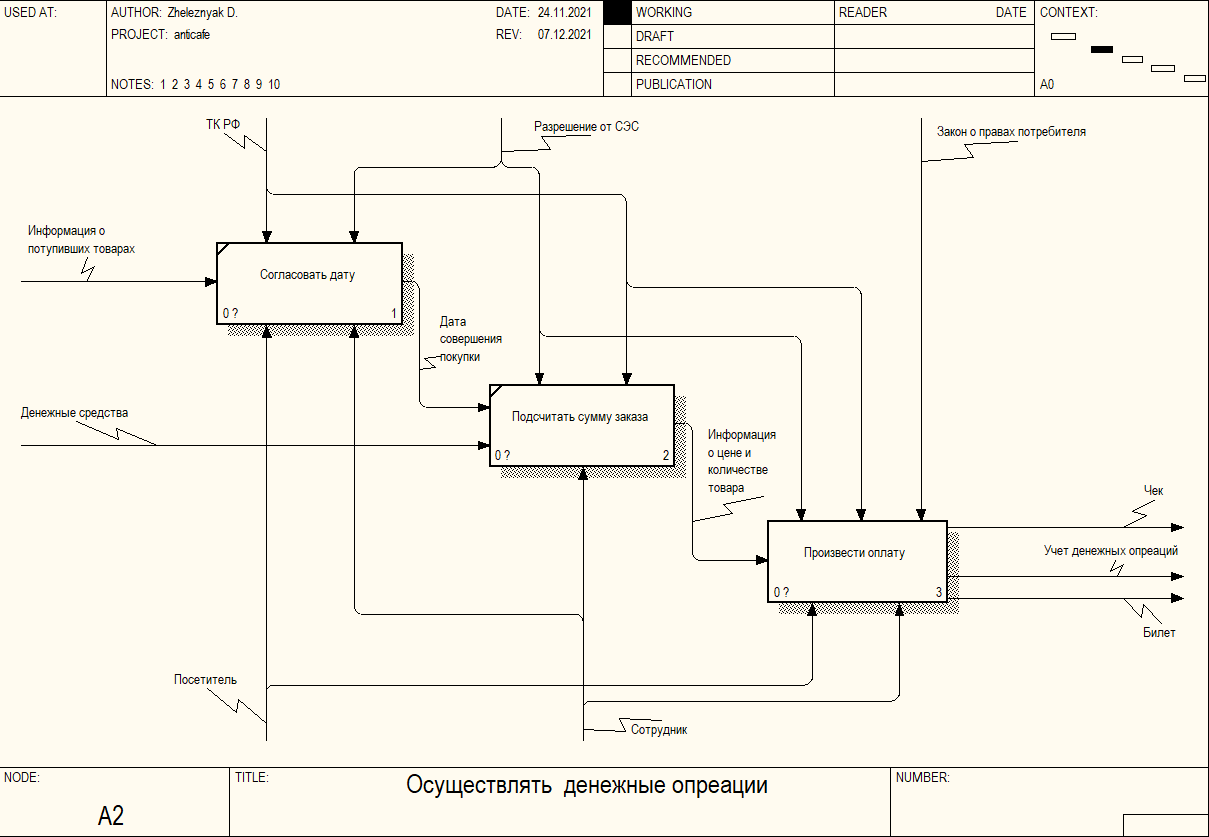 USED AT:
AUTHOR: Zheleznyak D.
DATE: 24.11.2021
WORKING
READER
DATE
CONTEXT:
PROJECT: anticafe
REV: 07.12.2021
DRAFT
RECOMMENDED
NOTES: 1 2 3 4 5 6 7 8 9 10
PUBLICATION
A0
ТК РФ
Разрешение от СЭС
Закон о правах потребителя
Информация о
потупивших товарах
Согласовать дату
0 ?
1
Дата
совершения
покупки
Денежные средства
Подсчитать сумму заказа
0 ?
2
Информация
о цене и
количестве
товара
Чек
Произвести оплату
0 ?
3
Учет денежных опреаций
Билет
Посетитель
Сотрудник
NODE:
A2
TITLE:
Осуществлять денежные опреации
NUMBER: